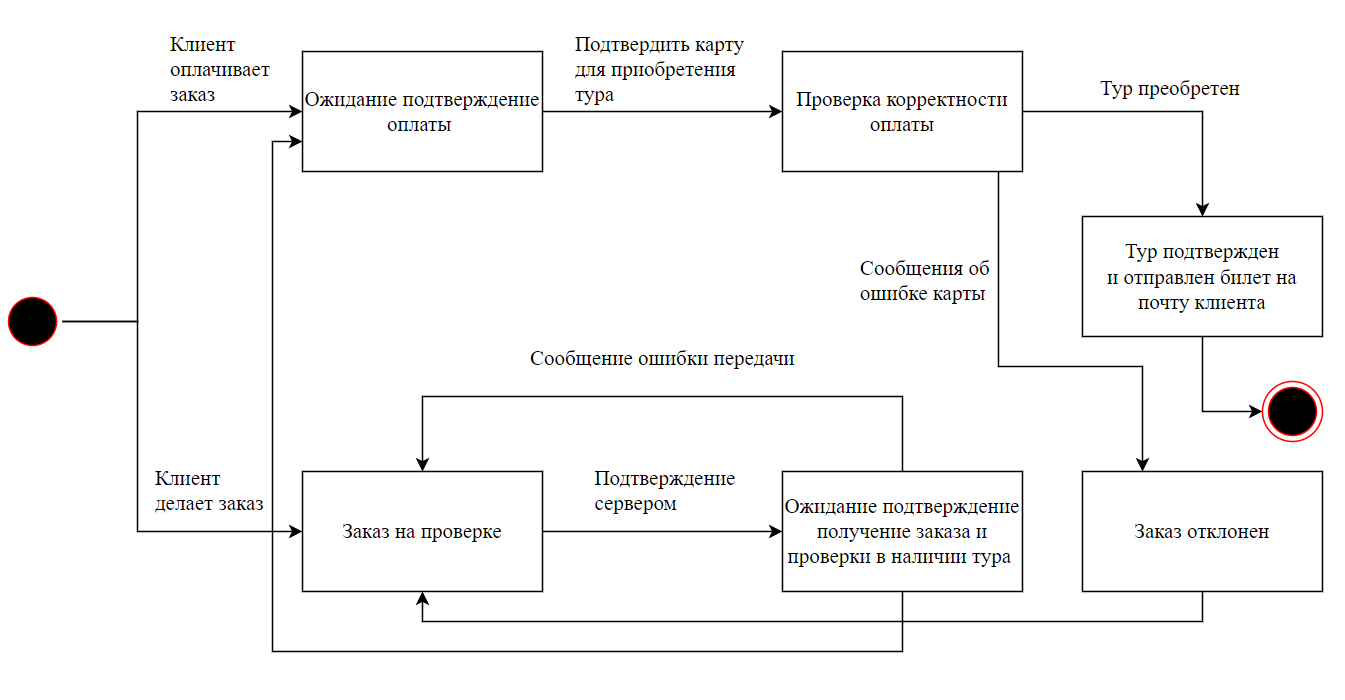 Клиент
оплачивает
заказ
Ожидание подтверждение
оплаты
Подтвердить карту
для приобретения
тура
Проверка корректности
оплаты
Тур преобретен
Тур подтвержден
и отправлен билет на
почту клиента
Сообщения об
ошибке карты
Сообщение ошибки передачи
Клиент
делает заказ
Заказ на проверке
Подтверждение
сервером
Ожидание подтверждение
получение заказа и
проверки в наличии тура
Заказ отклонен